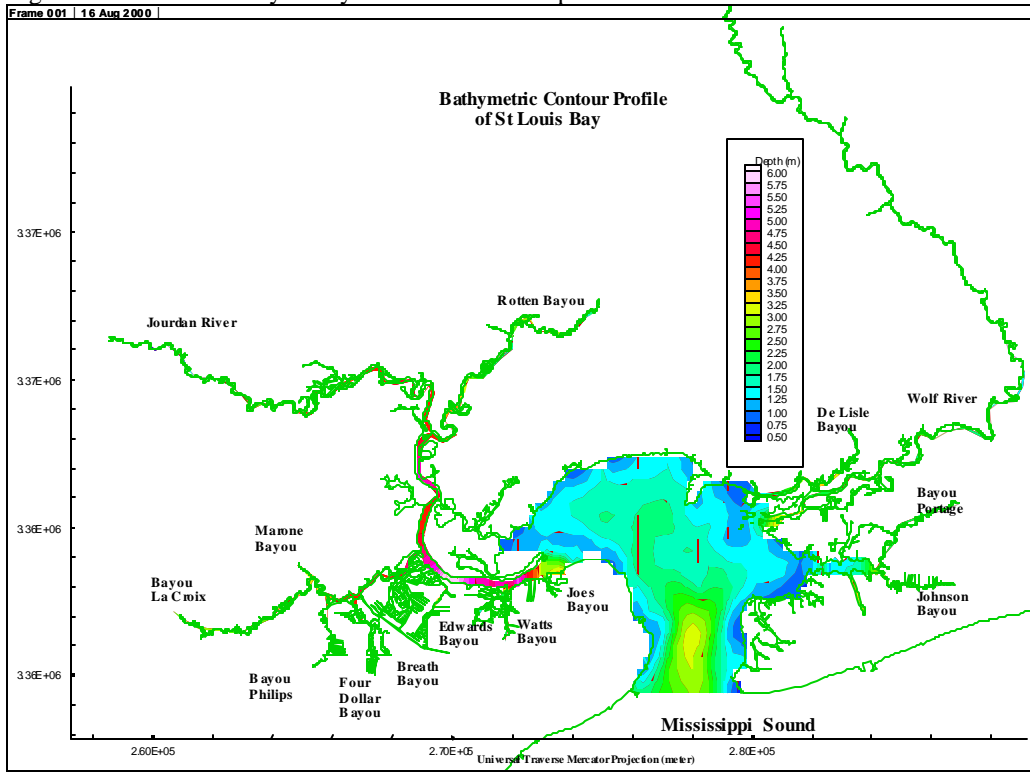 Frame 001 | 16 Aug 2000 |
Bathymetric Contour Profile
of St Louis Bay
Depth (m)
6.00
5.75
5.50
5.25
5.00
4.75
4.50
4.25
4.00
3.75
3.50
3.25
3.00
2.75
2.50
2.25
2.00
1.75
1.50
1.25
1.00
0.75
0.50
3.37E+06
3.37E+06
3.33E+06
3.33E+06
Jourdan River
Rotten Bayou
Wolf River
De Lisle
Bayou
Bayou
Portage
Johnson
Bayou
Marone
Bayou
Bayou
La Croix
Joes
Bayou
Edwards
Bayou
Watts
Bayou
Breath
Bayou
Bayou
Philips
Four
Dollar
Bayou
Mississippi Sound
2.60E+05
2.70E+05
2.80E+05
Universal Traverse Mercator Projection (meter)